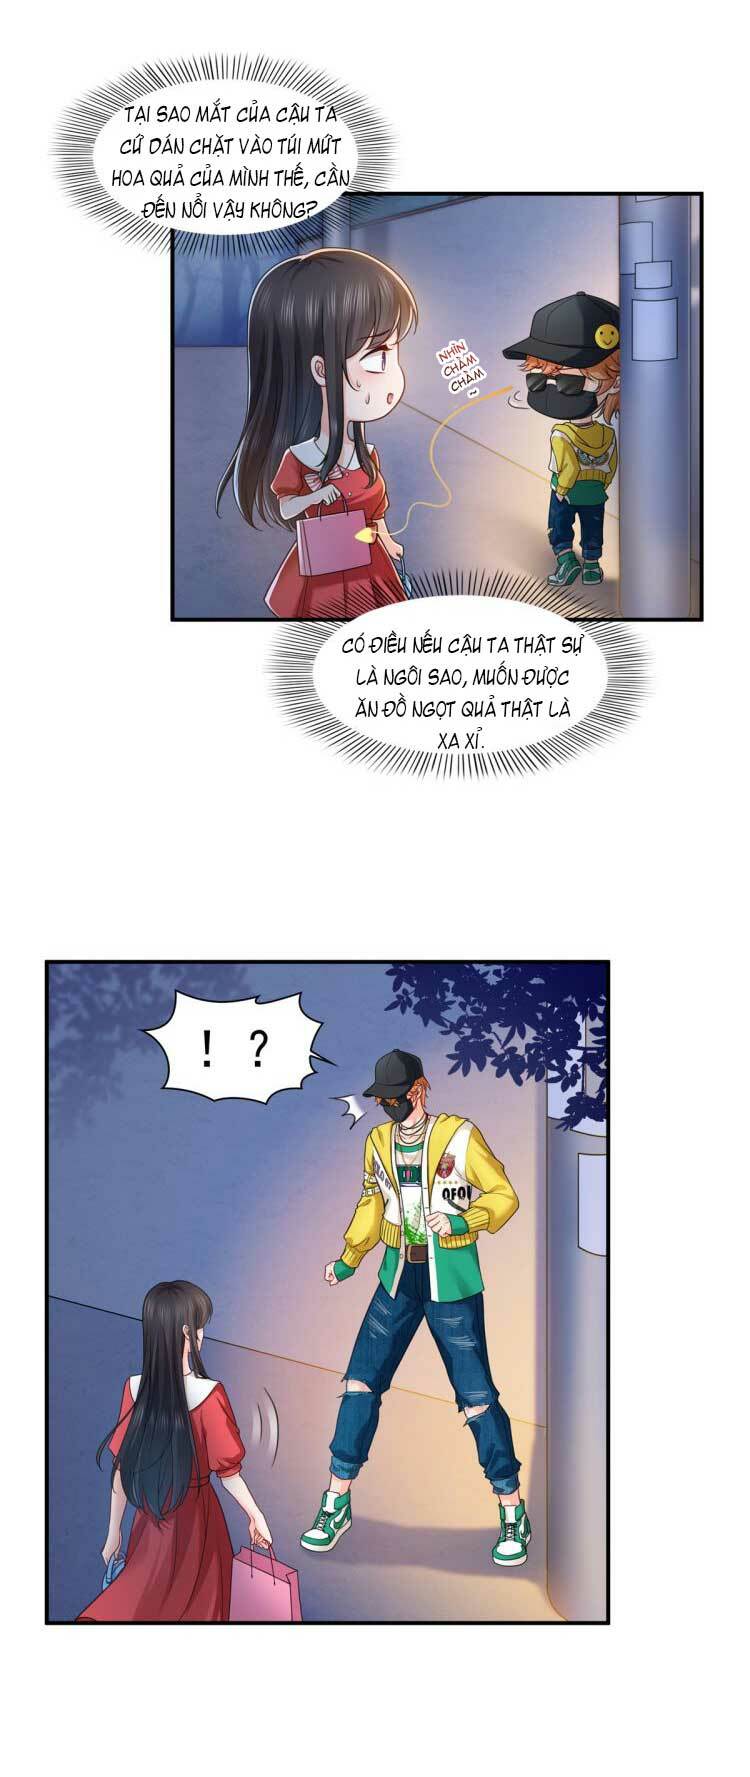 TẠI SAO MẮT CỦA CẬU TA
CỨ DÁN CHẶT VÀO TÚI MỨT
HOA QUẢ CỦA MÌNH THẾ, CẦN
ĐẾN NỖI VẬY KHÔNG?
NHÌN
CHẰM
CHẰM
~
CÓ ĐIỀU NẾU CẬU TA THẬT SỰ
LÀ NGÔI SAO, MUỐN ĐƯỢC
ĂN ĐỒ NGỌT QUẢ THẬT LÀ
XA XỈ.
! ?
OFOI